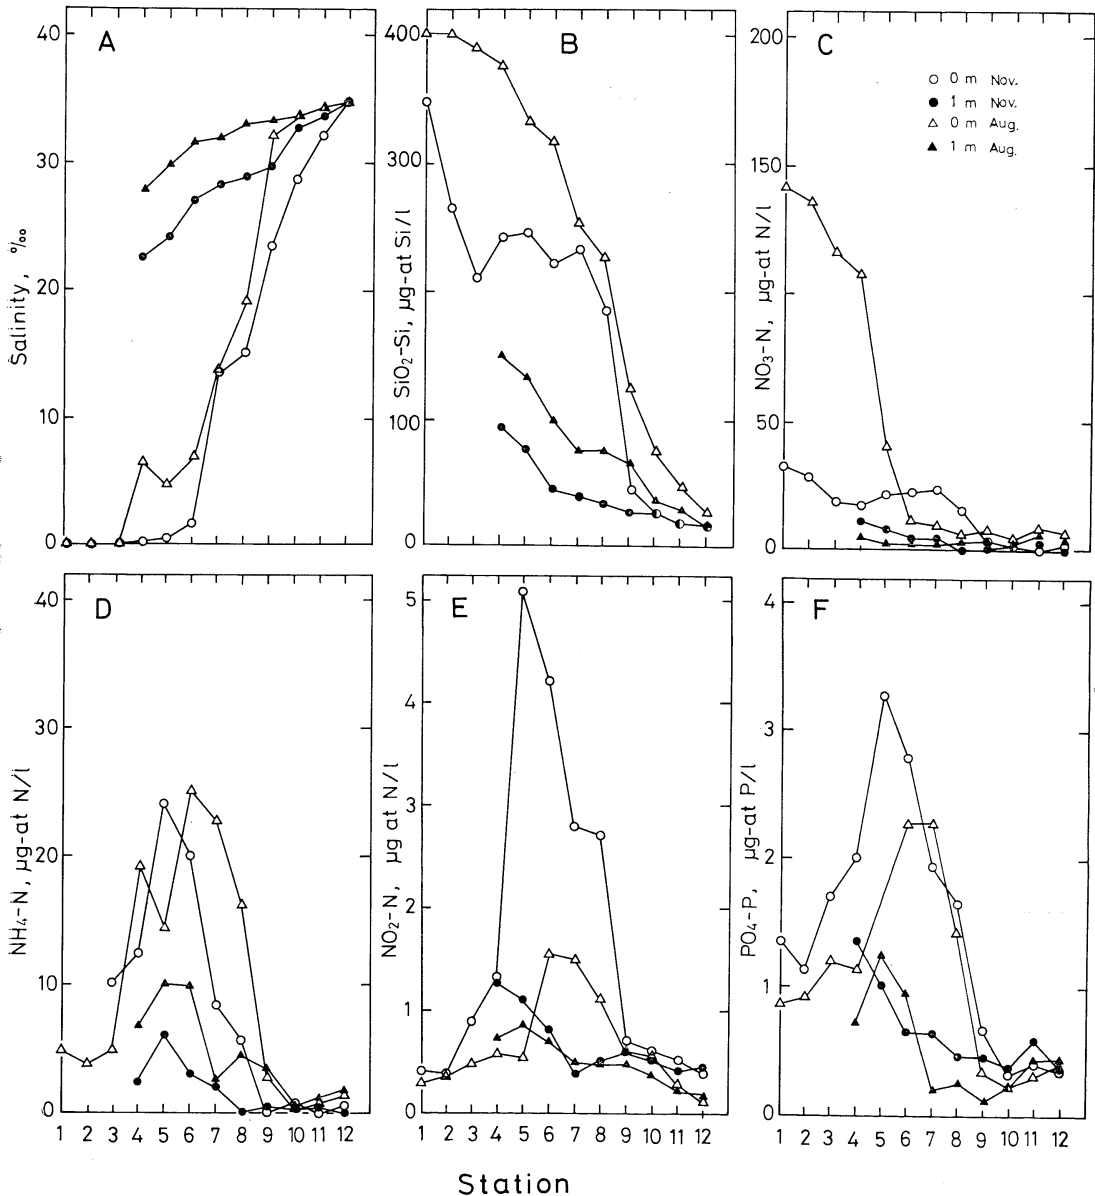 A
40
30
20
10
0
Salinity, ‰
B
400
300
100
0
SiO₂-Si, µg-at Si/l
C
200
150
50
0
NO₃-N, µg-at N/l
0 m Nov.
1 m Nov.
0 m Aug.
1 m Aug.
D
40
30
20
10
0
NH₄-N, µg-at N/l
1 2 3 4 5 6 7 8 9 10 11 12
E
5
4
3
2
1
0
NO₂-N, µg at N/l
1 2 3 4 5 6 7 8 9 10 11 12
F
4
3
2
1
0
PO₄-P, µg-at P/l
1 2 3 4 5 6 7 8 9 10 11 12
Station